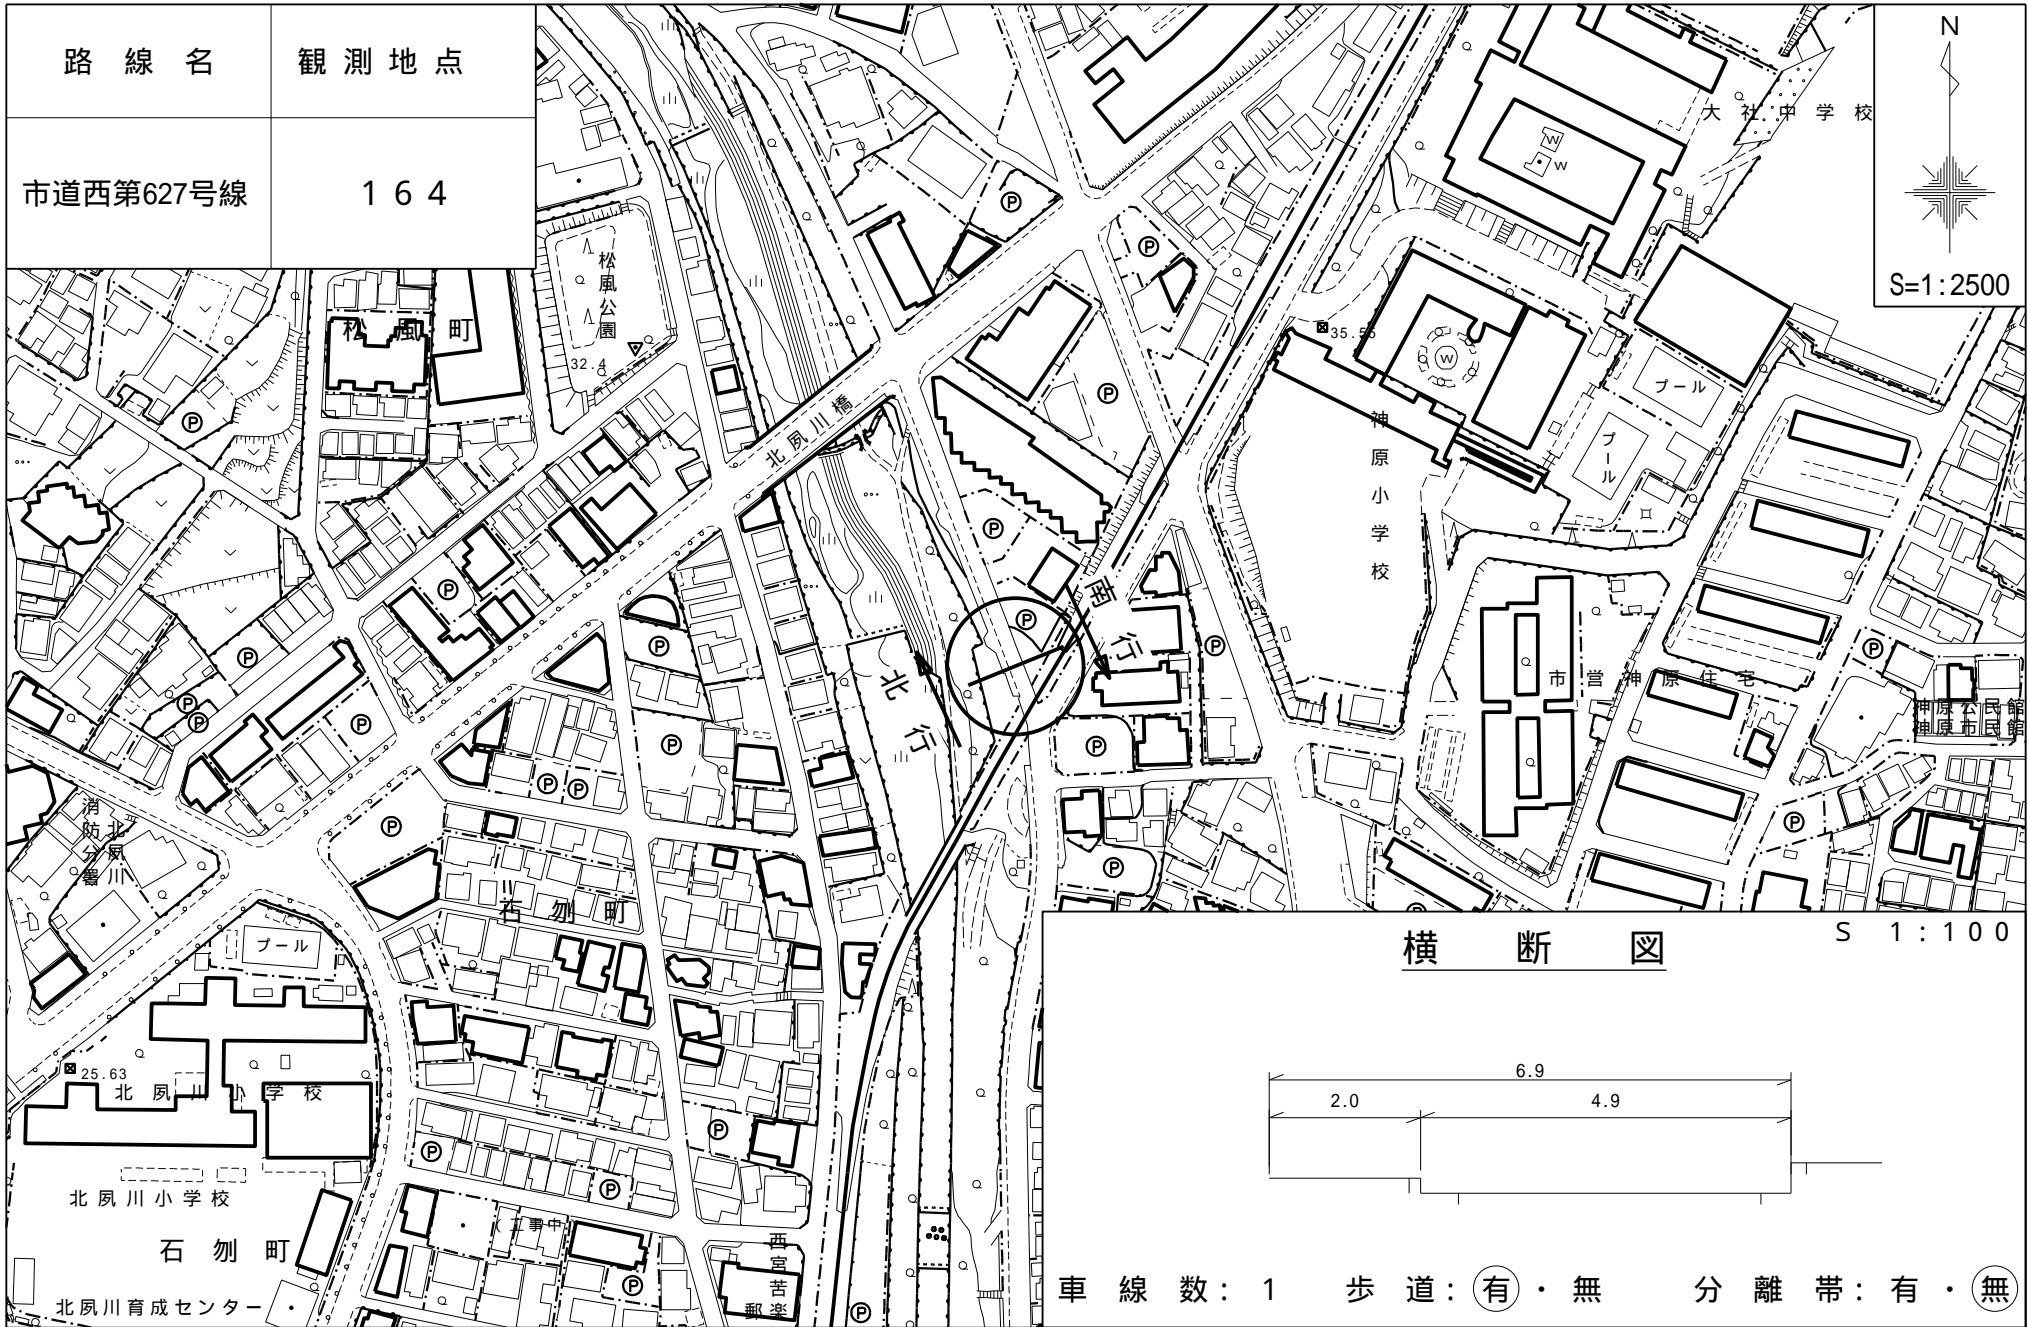 路線名 観測地点
市道西第627号線 164
N
S=1:2500
大社中学校
松風公園
32.4
松風町
35.55
プール
プール
北夙川橋
神原小学校
南行
北行
市営神原住宅
神原公民館
神原市民館
北夙川
消防分署
石刎町
プール
25.63
北夙川小学校
北夙川小学校
石刎町
北夙川育成センター
(工事中)
西宮苦楽
郵
横断図
S 1:100
6.9
2.0 4.9
車線数: 1 歩道: 有・無 分離帯: 有・無